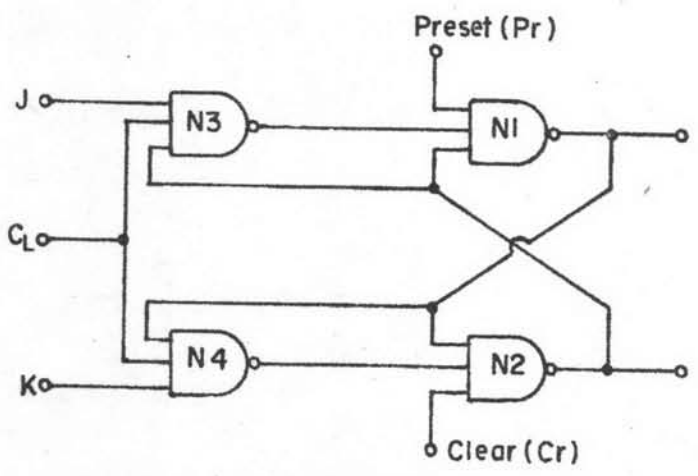 Preset (Pr)
J
N3
N1
CL
N4
N2
K
Clear (Cr)